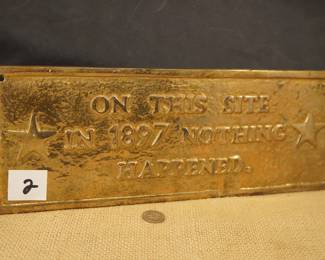 ON THIS SITE
IN 1897 NOTHING
HAPPENED.
2